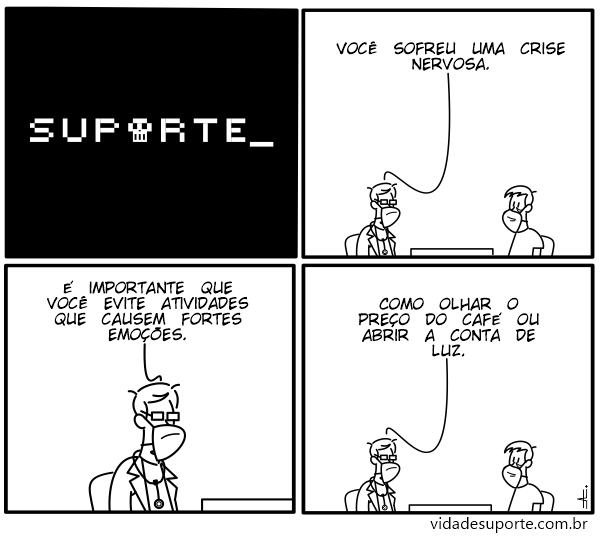 SUPORTE_
VOCÊ SOFREU UMA CRISE
NERVOSA.
É IMPORTANTE QUE
VOCÊ EVITE ATIVIDADES
QUE CAUSEM FORTES
EMOÇÕES.
COMO OLHAR O
PREÇO DO CAFÉ OU
ABRIR A CONTA DE
LUZ.
vidadesuporte.com.br